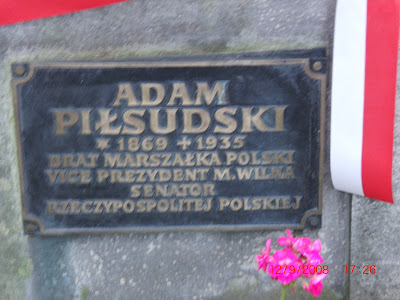 ADAM
PIŁSUDSKI
* 1869 + 1935
BRAT MARSZAŁKA POLSKI
VICE PREZYDENT M. WILNA
SENATOR
RZECZYPOSPOLITEJ POLSKIEJ
12/9/2008 17:26